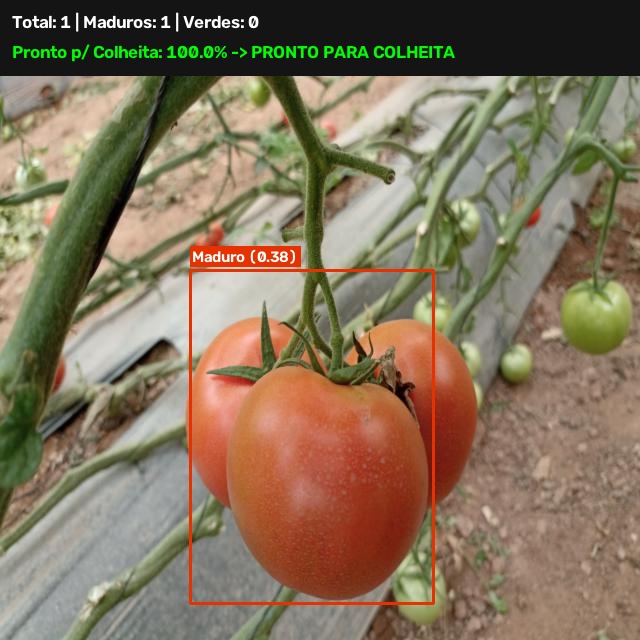 Total: 1 | Maduros: 1 | Verdes: 0
Pronto p/ Colheita: 100.0% -> PRONTO PARA COLHEITA
Maduro (0.38)